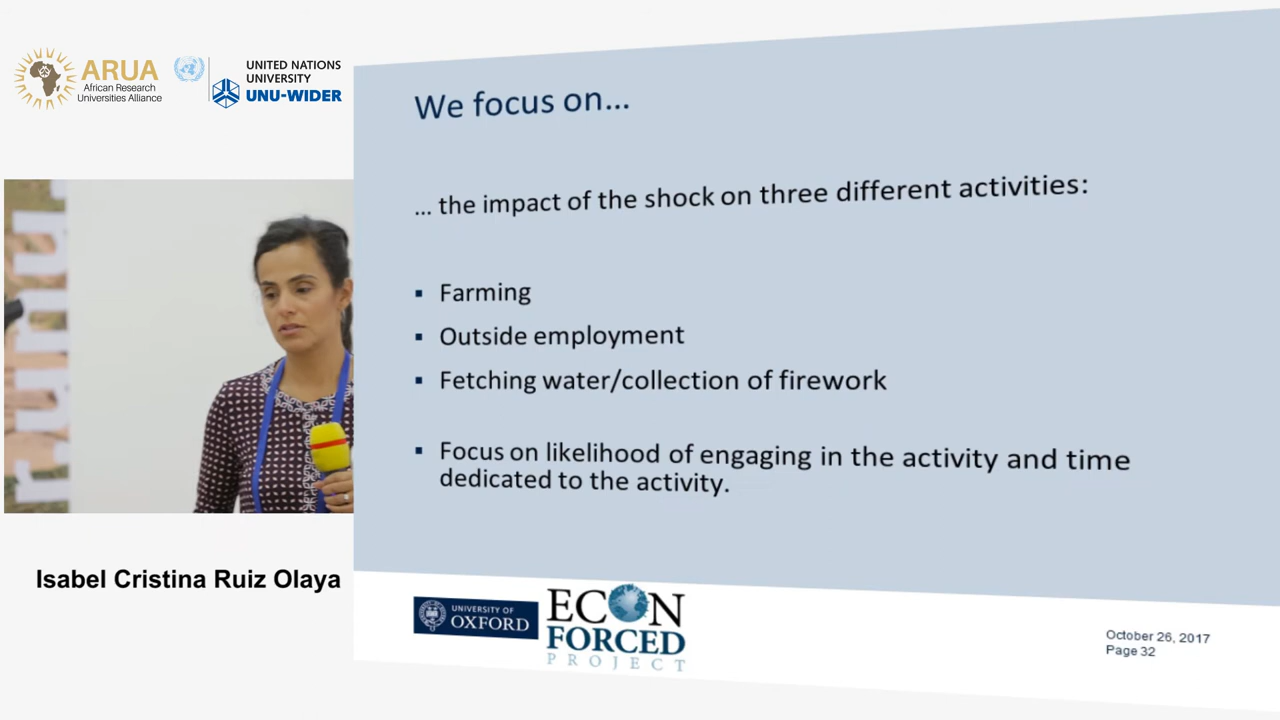 ARUA
African Research
Universities Alliance
UNITED NATIONS
UNIVERSITY
UNU-WIDER
We focus on...
... the impact of the shock on three different activities:
▪ Farming
▪ Outside employment
▪ Fetching water/collection of firework
▪ Focus on likelihood of engaging in the activity and time
dedicated to the activity.
Isabel Cristina Ruiz Olaya
UNIVERSITY OF
OXFORD
ECON
FORCED
PROJECT
October 26, 2017
Page 32